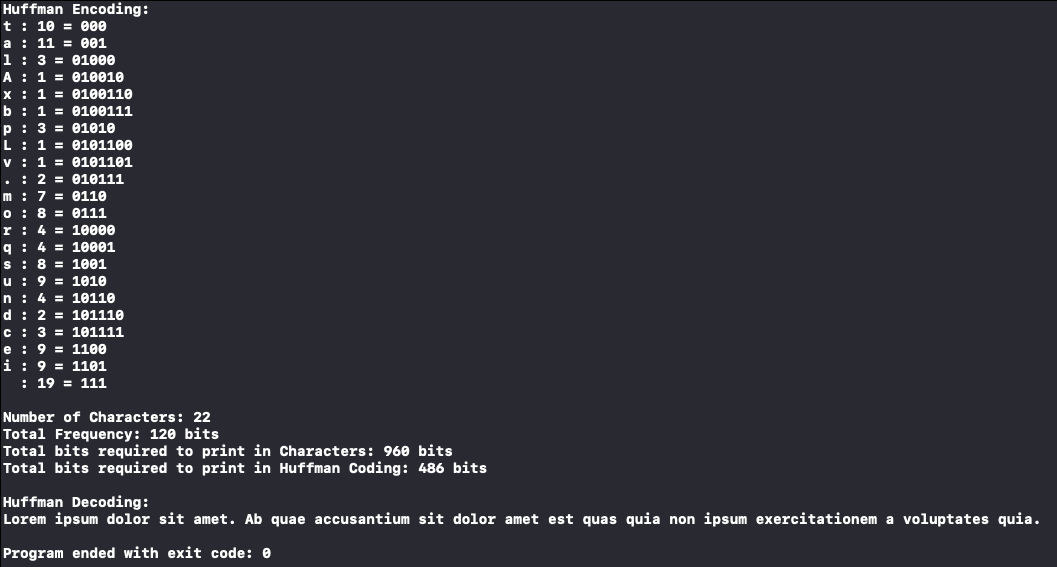 Huffman Encoding:
t : 10 = 000
a : 11 = 001
l : 3 = 01000
A : 1 = 010010
x : 1 = 0100110
b : 1 = 0100111
p : 3 = 01010
L : 1 = 0101100
v : 1 = 0101101
. : 2 = 010111
m : 7 = 0110
o : 8 = 0111
r : 4 = 10000
q : 4 = 10001
s : 8 = 1001
u : 9 = 1010
n : 4 = 10110
d : 2 = 101110
c : 3 = 101111
e : 9 = 1100
i : 9 = 1101
  : 19 = 111
Number of Characters: 22
Total Frequency: 120 bits
Total bits required to print in Characters: 960 bits
Total bits required to print in Huffman Coding: 486 bits
Huffman Decoding:
Lorem ipsum dolor sit amet. Ab quae accusantium sit dolor amet est quas quia non ipsum exercitationem a voluptates quia.
Program ended with exit code: 0